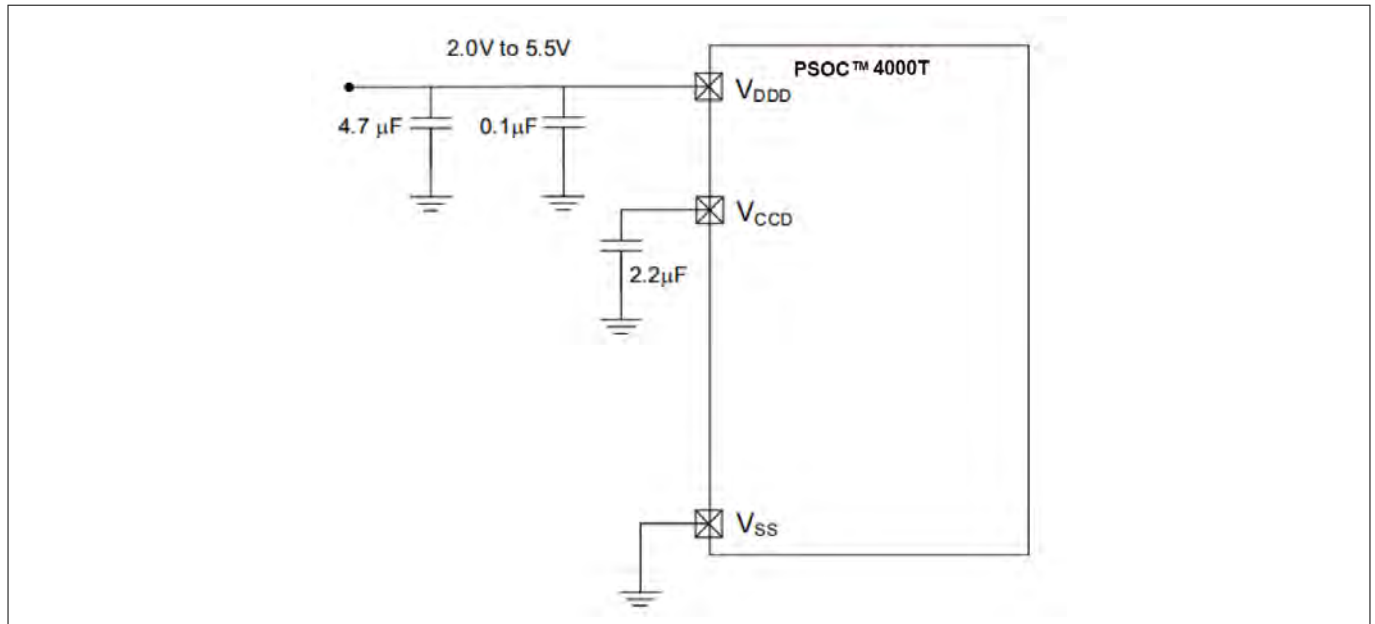 2.0V to 5.5V
PSOC™ 4000T
VDDD
4.7 μF
0.1μF
VCCD
2.2μF
VSS